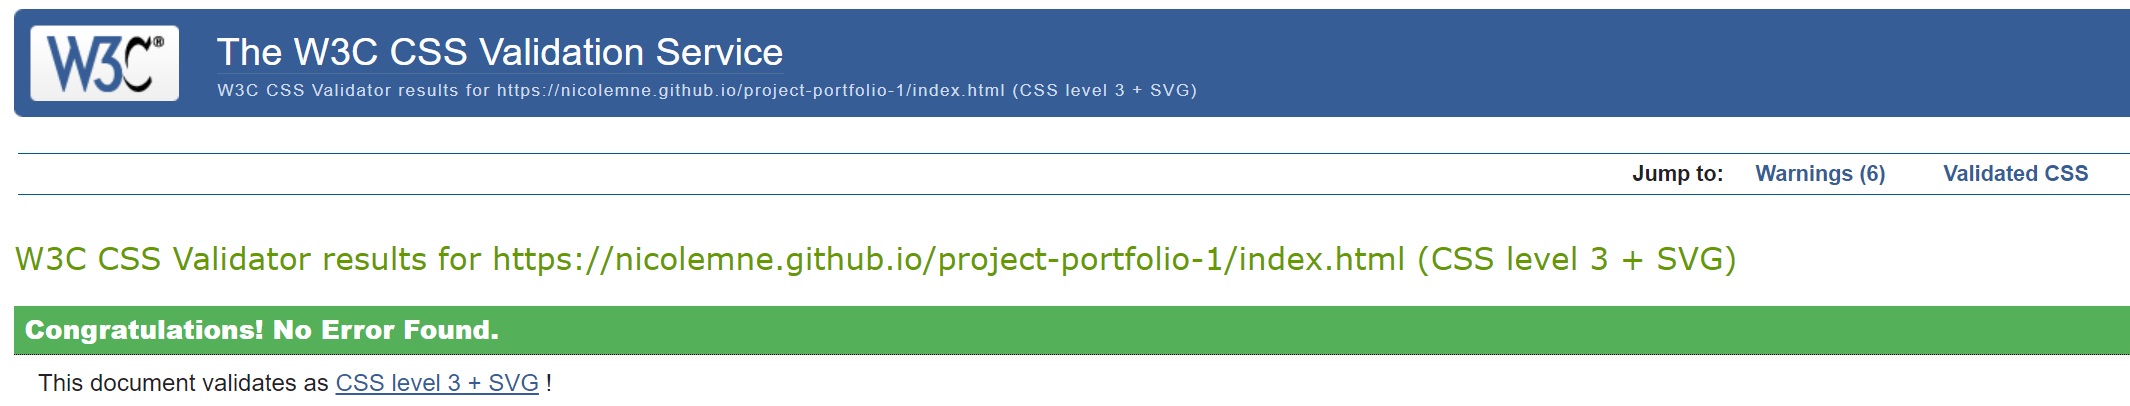 W3C®
The W3C CSS Validation Service
W3C CSS Validator results for https://nicolemne.github.io/project-portfolio-1/index.html (CSS level 3 + SVG)
Jump to: Warnings (6) Validated CSS
W3C CSS Validator results for https://nicolemne.github.io/project-portfolio-1/index.html (CSS level 3 + SVG)
Congratulations! No Error Found.
This document validates as CSS level 3 + SVG !